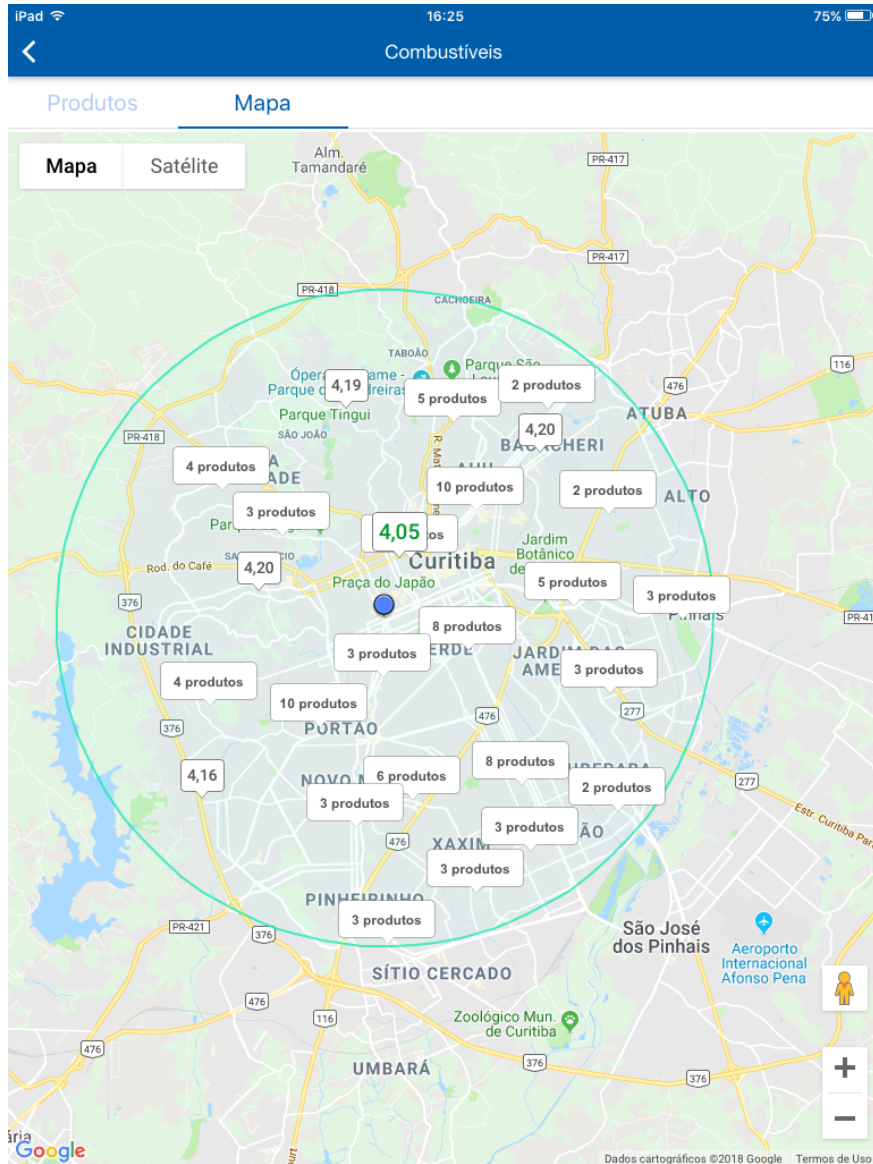 iPad
16:25
75%
Combustíveis
Produtos
Mapa
Mapa
Satélite
Alm.
Tamandaré
PR-417
PR-417
PR-418
CACHOEIRA
TABOÃO
116
4,19
Parque São
5 produtos
2 produtos
476
ATUBA
Parque Tingui
SÃO JOÃO
4,20
PR-418
4 produtos
10 produtos
2 produtos
ALTO
3 produtos
4,05
Jardim
Botânico
Curitiba
Rod. do Café
4,20
Praça do Japão
5 produtos
3 produtos
376
Pinhais
8 produtos
CIDADE
INDUSTRIAL
3 produtos
3 produtos
4 produtos
10 produtos
476
277
376
PORTÃO
8 produtos
4,16
6 produtos
2 produtos
277
3 produtos
3 produtos
Estr. Curitiba
476
XAXIM
3 produtos
PINHEIRINHO
3 produtos
PR-421
376
São José
dos Pinhais
Aeroporto
Internacional
Afonso Pena
SÍTIO CERCADO
476
116
Zoológico Mun.
de Curitiba
476
376
UMBARÁ
376
+
−
Google
Dados cartográficos ©2018 Google
Termos de Uso